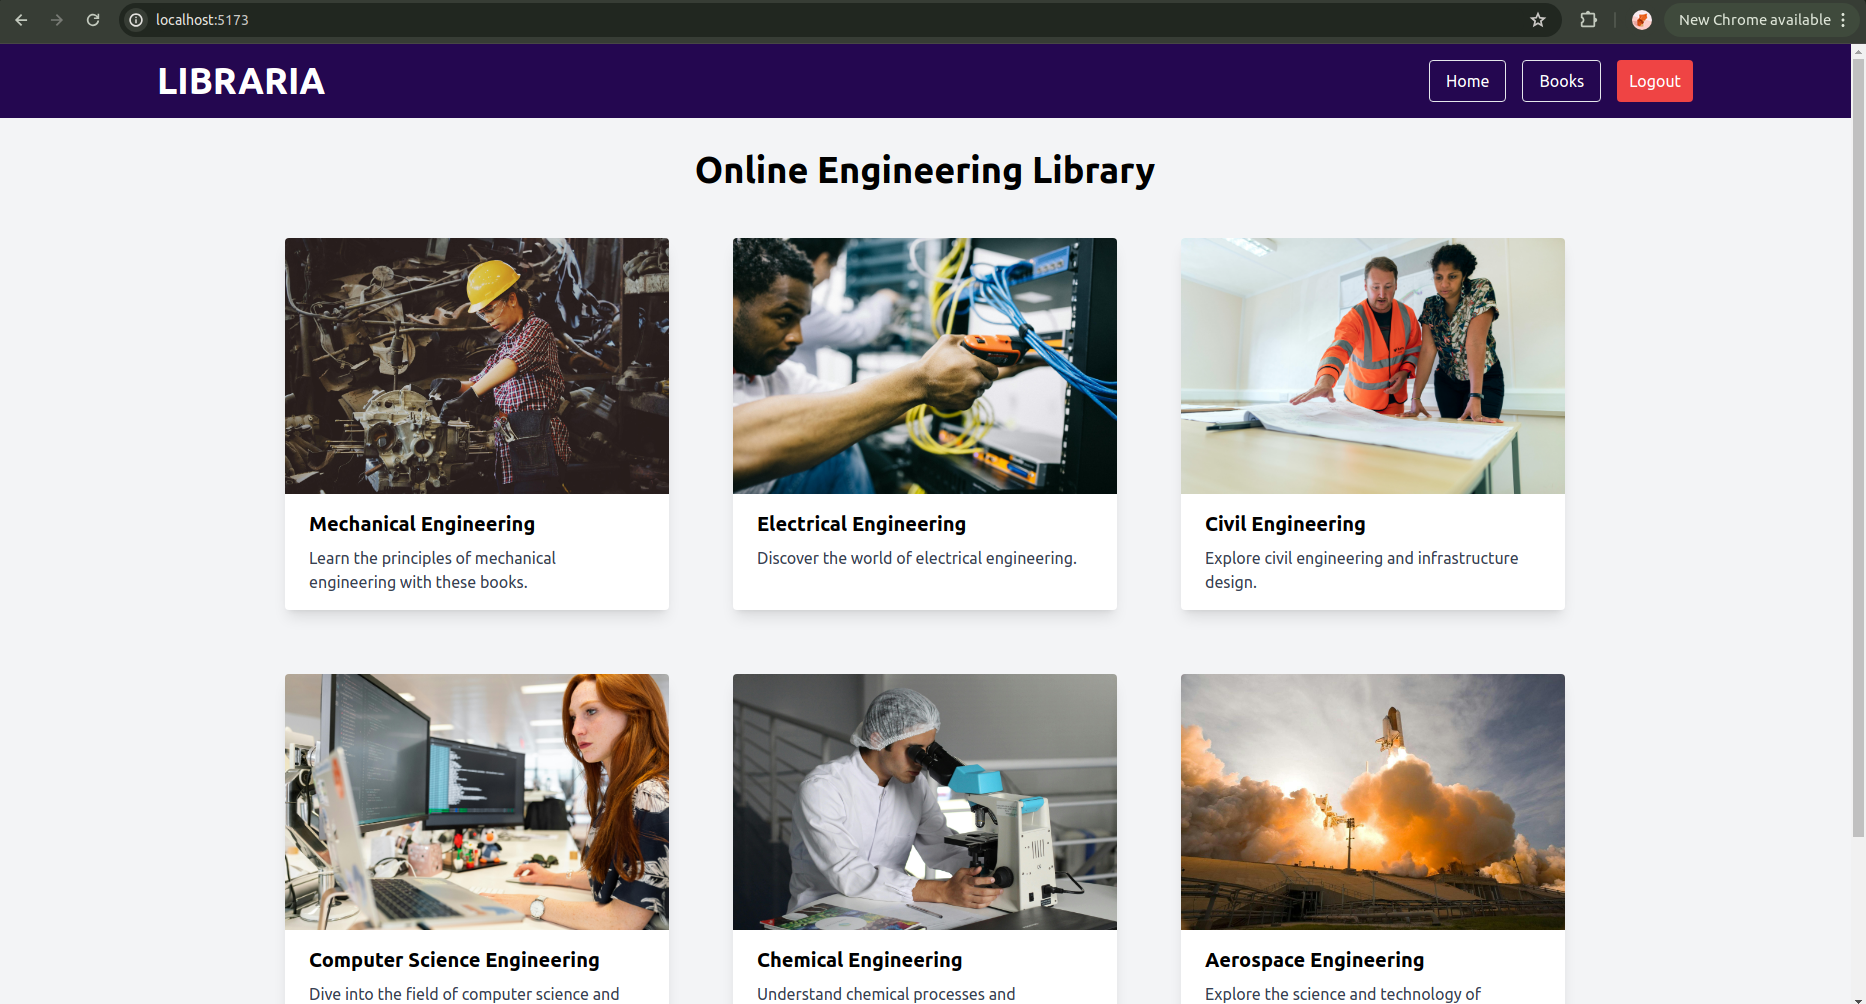 localhost:5173
New Chrome available
LIBRARIA
Home
Books
Logout
Online Engineering Library
Mechanical Engineering
Learn the principles of mechanical
engineering with these books.
Electrical Engineering
Discover the world of electrical engineering.
Civil Engineering
Explore civil engineering and infrastructure
design.
Computer Science Engineering
Dive into the field of computer science and
Chemical Engineering
Understand chemical processes and
Aerospace Engineering
Explore the science and technology of